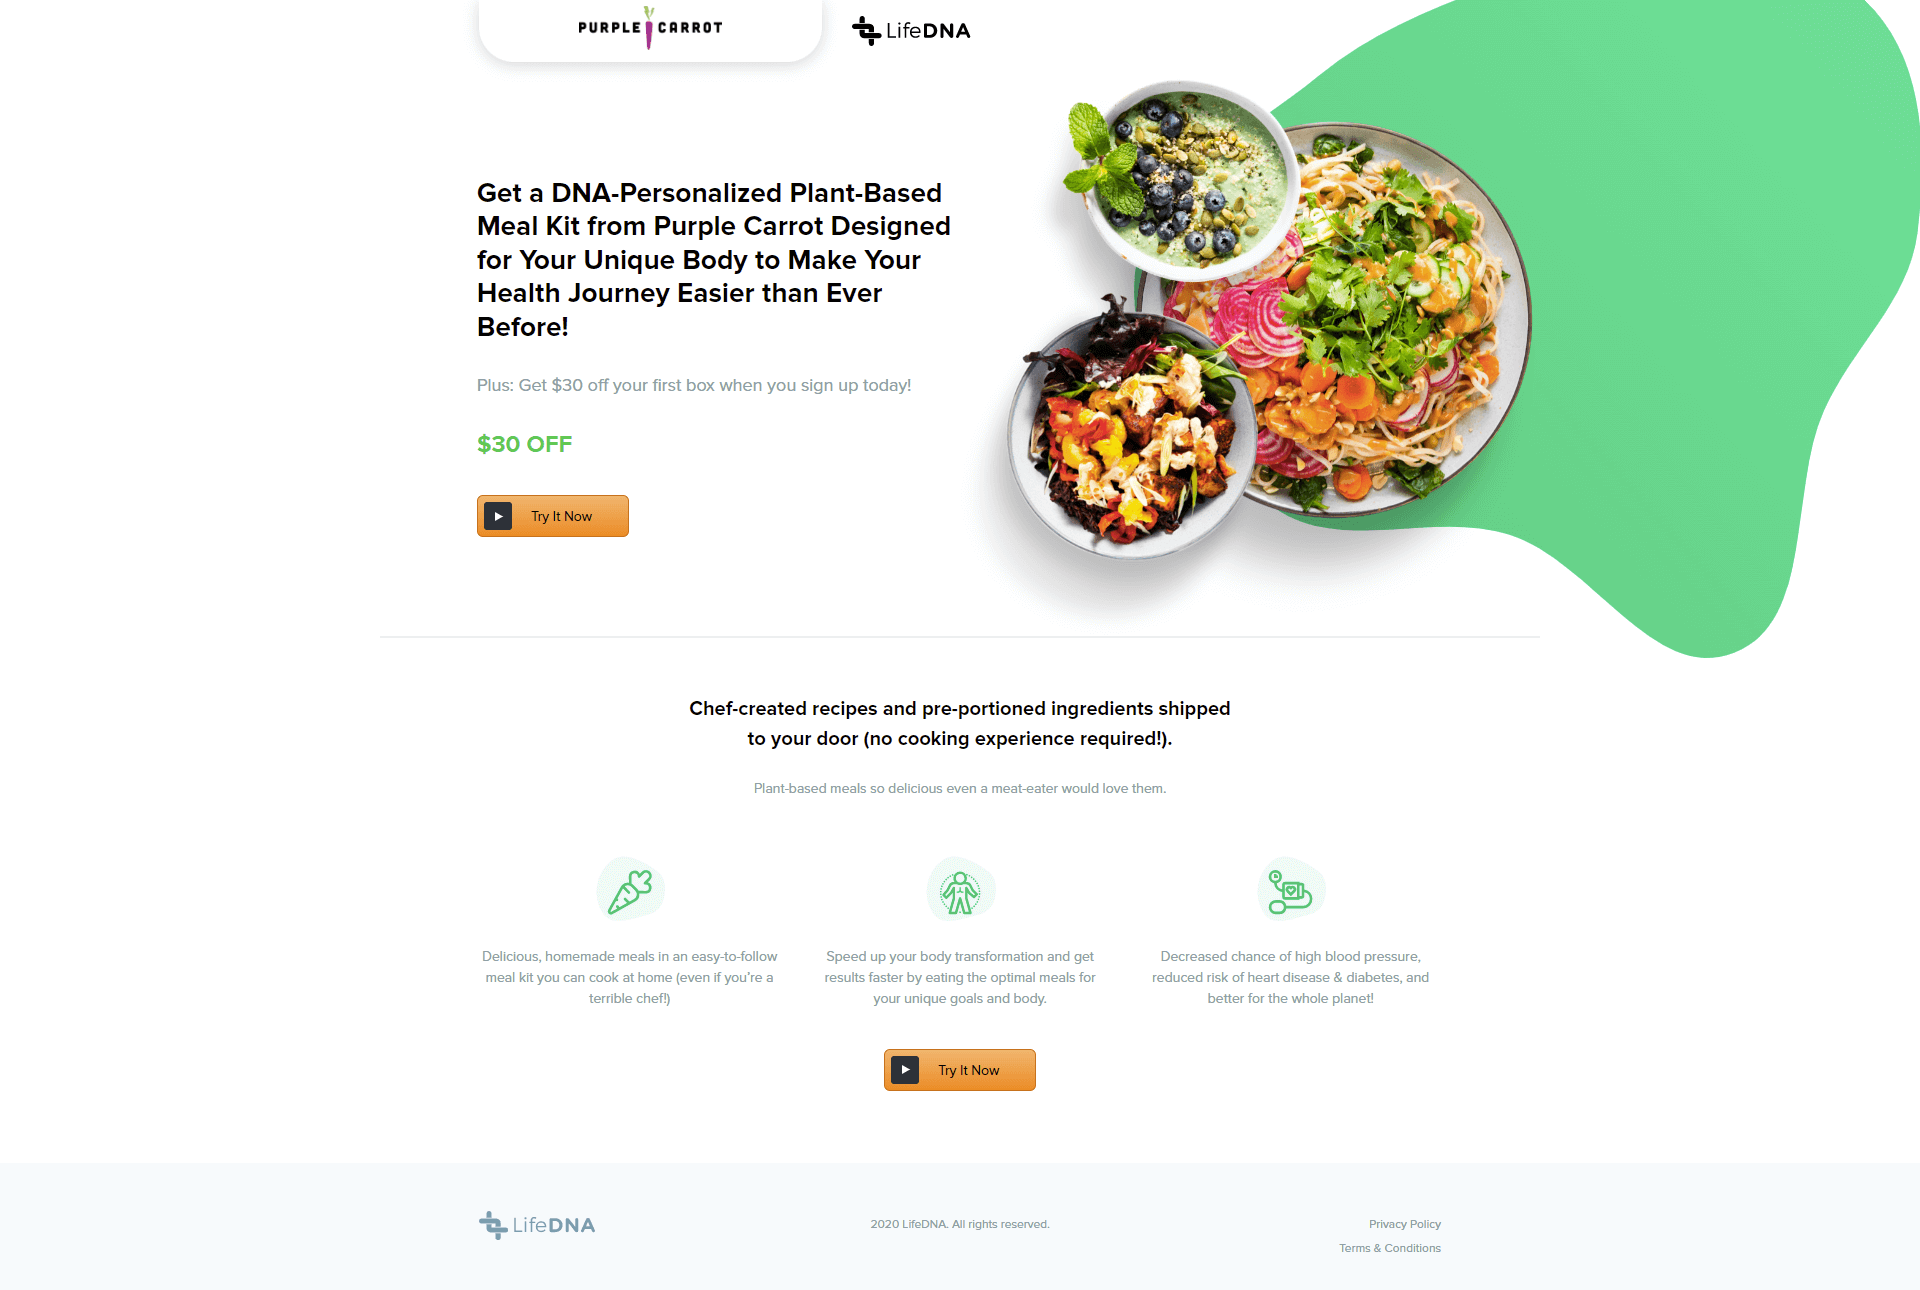 PURPLE CARROT
LifeDNA
Get a DNA-Personalized Plant-Based
Meal Kit from Purple Carrot Designed
for Your Unique Body to Make Your
Health Journey Easier than Ever
Before!
Plus: Get $30 off your first box when you sign up today!
$30 OFF
Try It Now
Chef-created recipes and pre-portioned ingredients shipped
to your door (no cooking experience required!).
Plant-based meals so delicious even a meat-eater would love them.
Delicious, homemade meals in an easy-to-follow
meal kit you can cook at home (even if you're a
terrible chef!)
Speed up your body transformation and get
results faster by eating the optimal meals for
your unique goals and body.
Decreased chance of high blood pressure,
reduced risk of heart disease & diabetes, and
better for the whole planet!
Try It Now
LifeDNA
2020 LifeDNA. All rights reserved.
Privacy Policy
Terms & Conditions